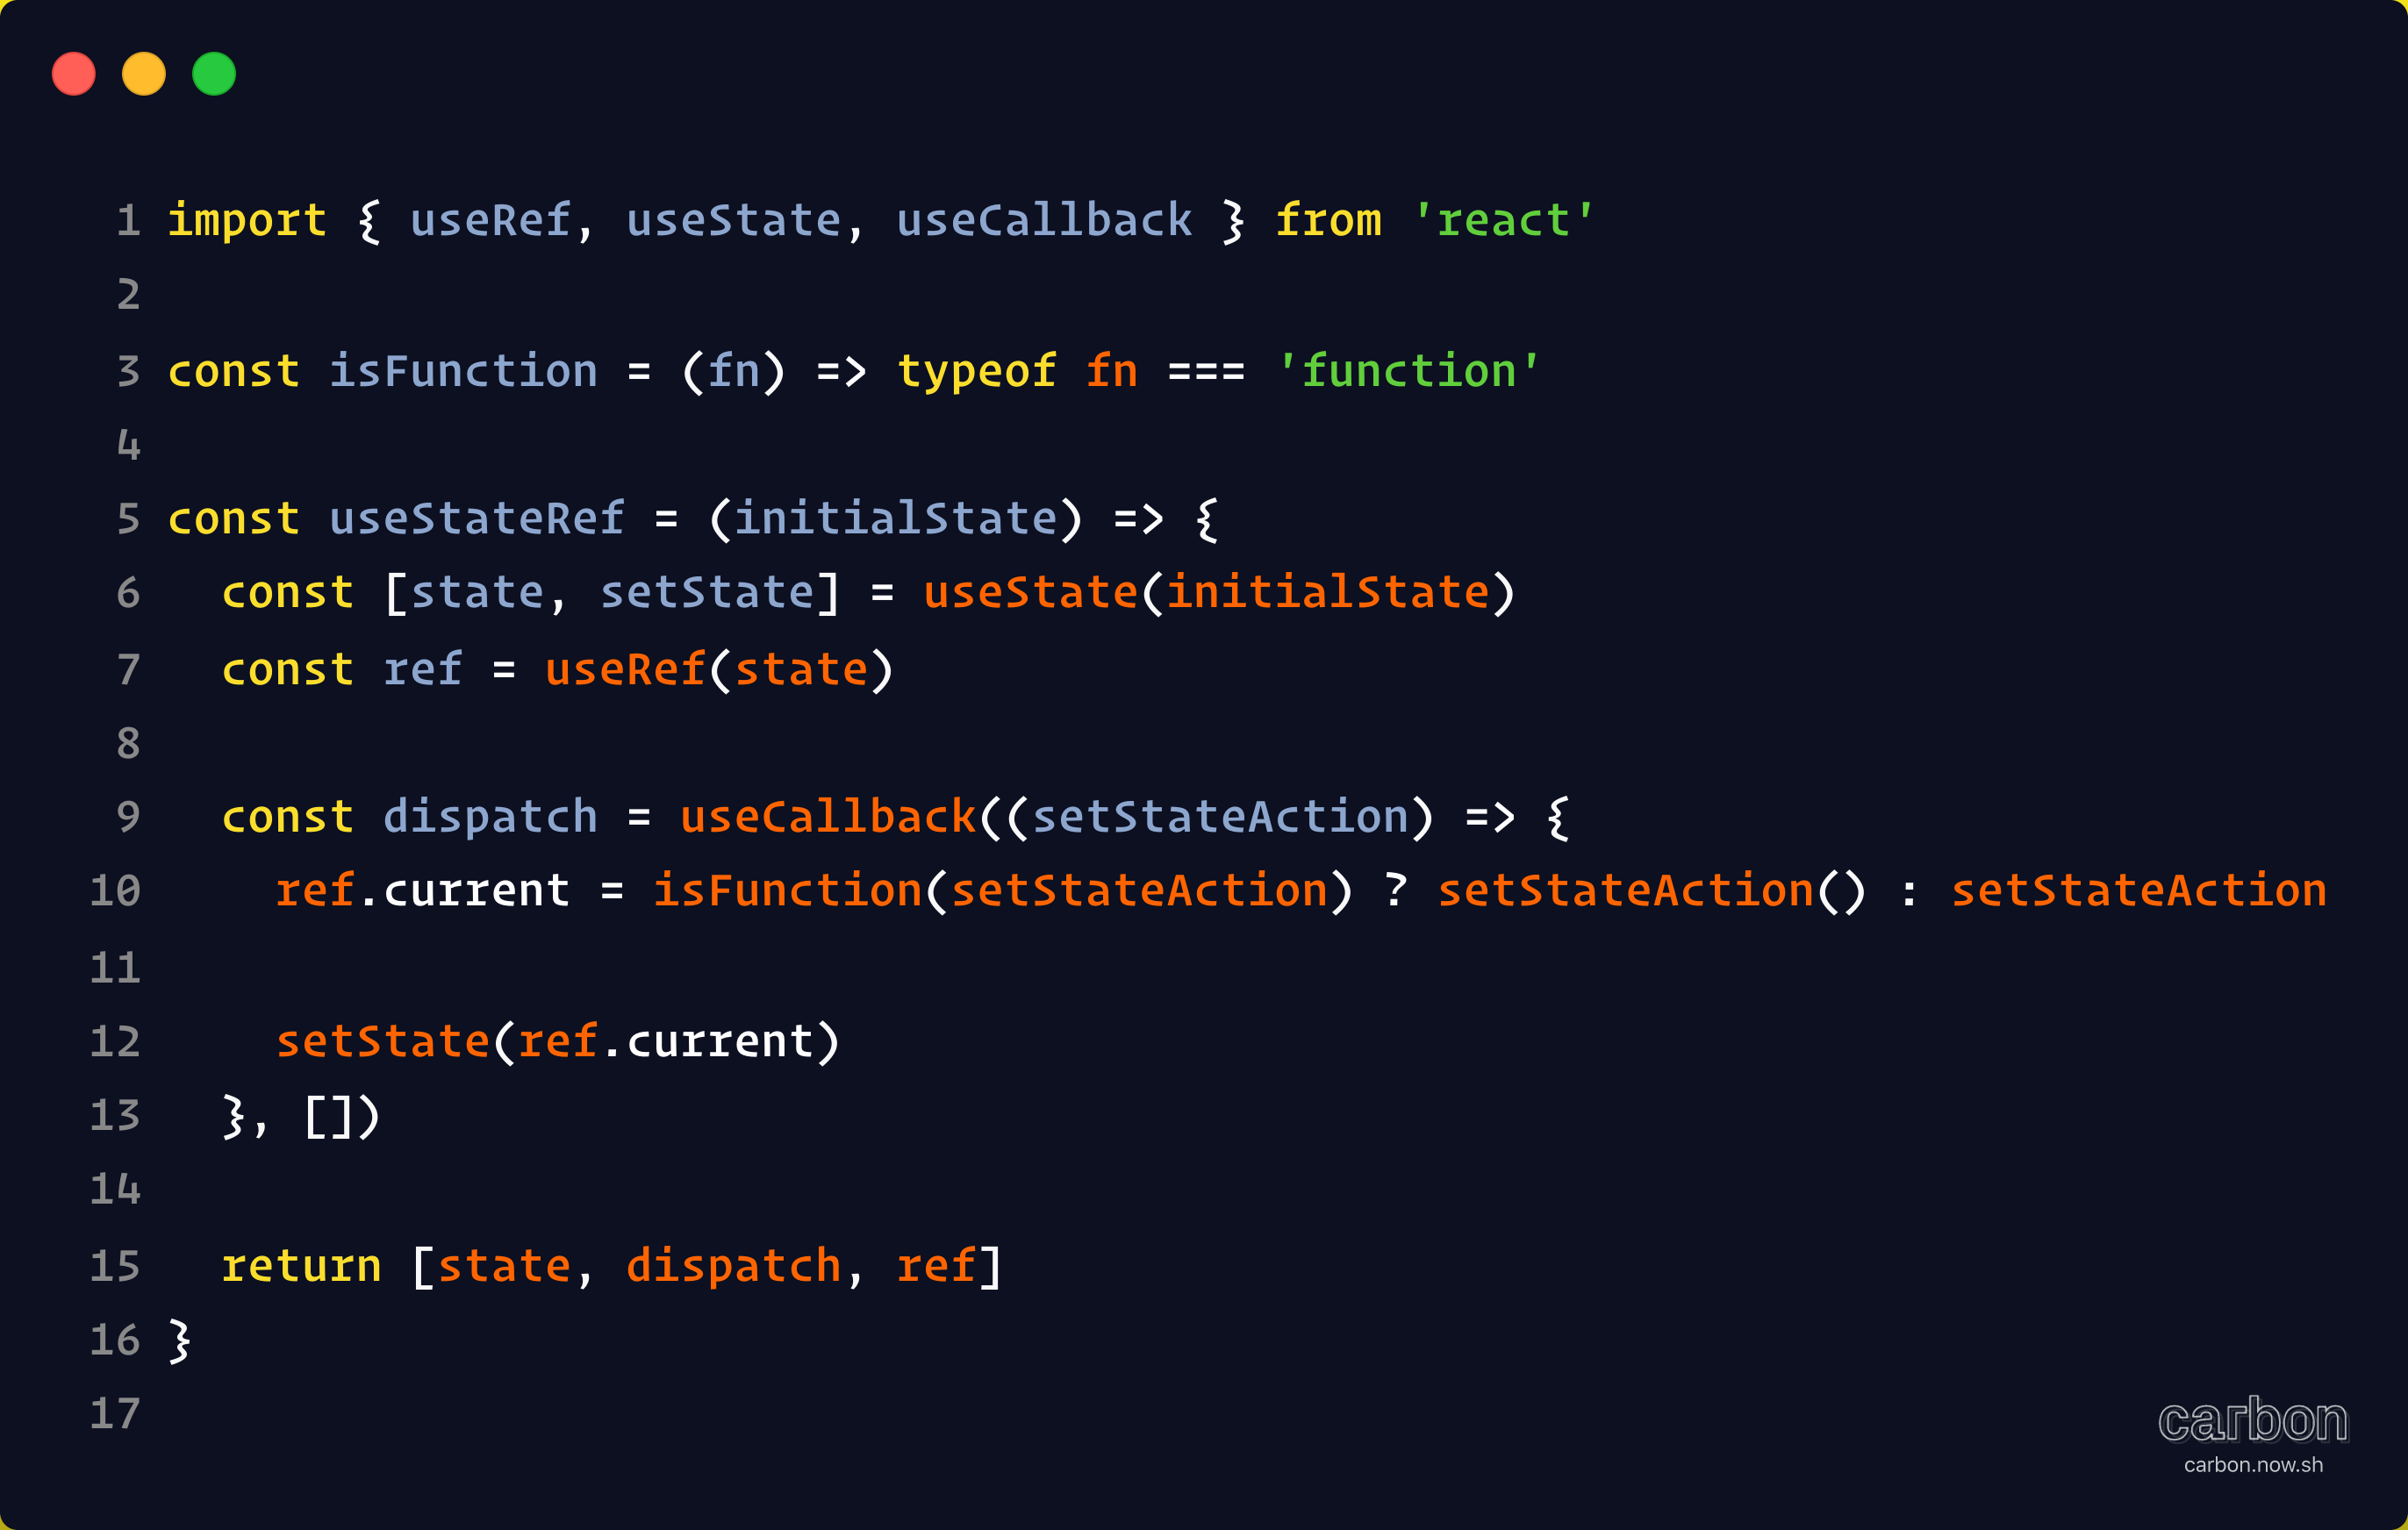 1 import { useRef, useState, useCallback } from 'react'
2
3 const isFunction = (fn) => typeof fn === 'function'
4
5 const useStateRef = (initialState) => {
6   const [state, setState] = useState(initialState)
7   const ref = useRef(state)
8
9   const dispatch = useCallback((setStateAction) => {
10     ref.current = isFunction(setStateAction) ? setStateAction() : setStateAction
11
12     setState(ref.current)
13   }, [])
14
15   return [state, dispatch, ref]
16 }
17
carbon
carbon.now.sh